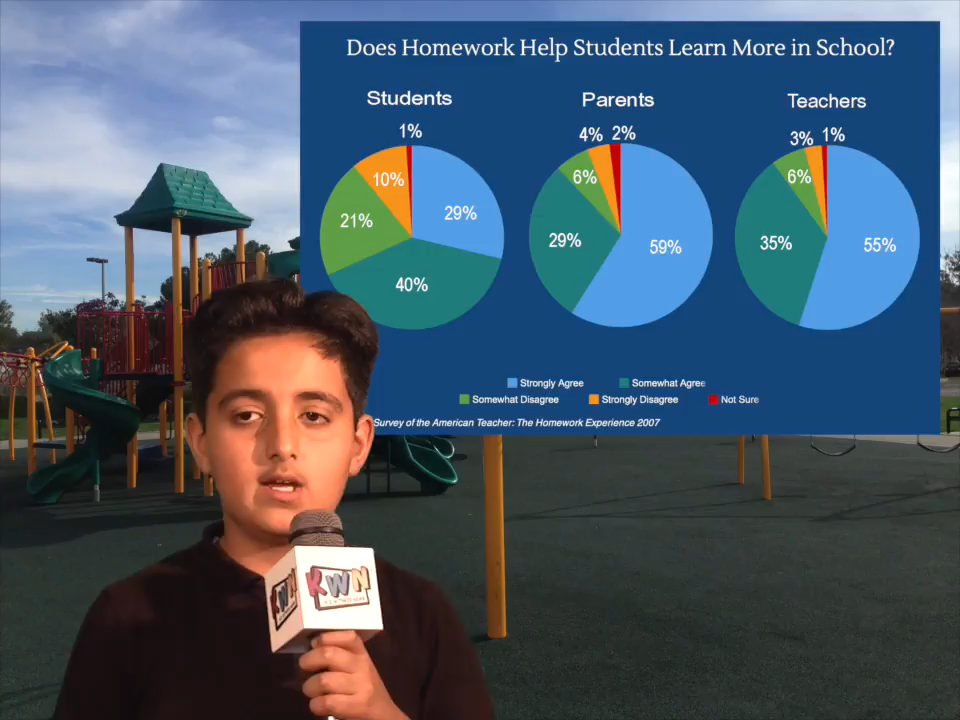 Does Homework Help Students Learn More in School?
Students
Parents
Teachers
1%
10%
29%
21%
40%
4% 2%
6%
29%
59%
3% 1%
6%
35%
55%
Strongly Agree
Somewhat Agree
Somewhat Disagree
Strongly Disagree
Not Sure
Survey of the American Teacher: The Homework Experience 2007
KWN
KWN